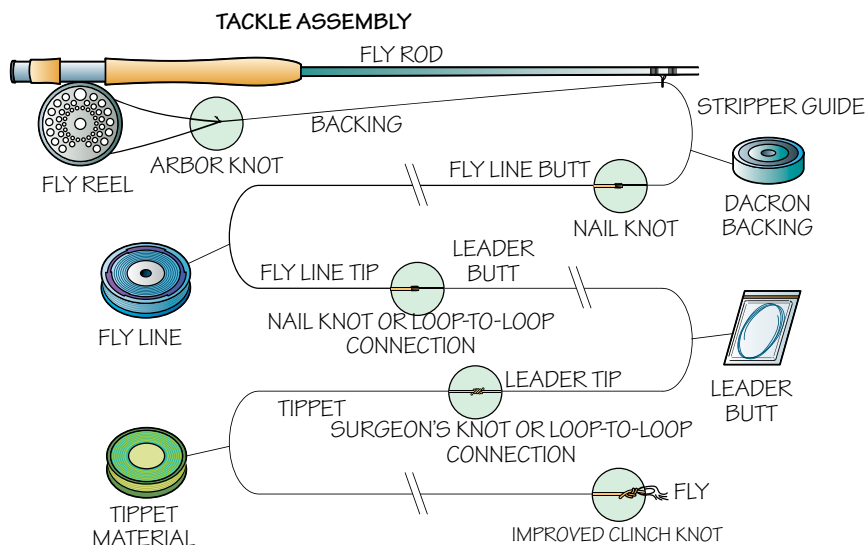 TACKLE ASSEMBLY
FLY ROD
STRIPPER GUIDE
BACKING
ARBOR KNOT
FLY REEL
FLY LINE BUTT
NAIL KNOT
DACRON
BACKING
FLY LINE TIP
LEADER
BUTT
FLY LINE
NAIL KNOT OR LOOP-TO-LOOP
CONNECTION
LEADER
BUTT
TIPPET
LEADER TIP
SURGEON'S KNOT OR LOOP-TO-LOOP
CONNECTION
TIPPET
MATERIAL
FLY
IMPROVED CLINCH KNOT